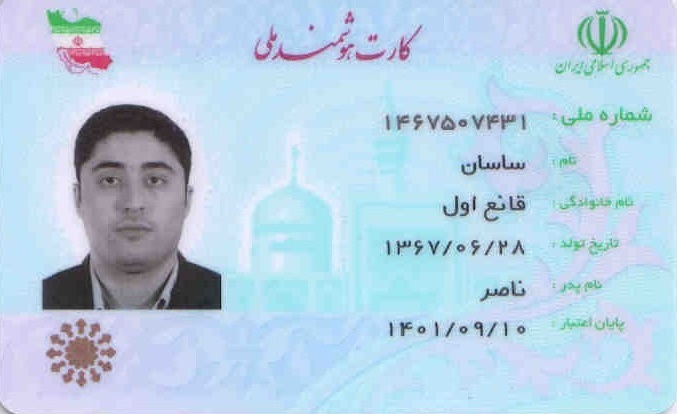 کارت هوشمند ملی
جمهوری اسلامی ایران
شماره ملی: ۱۴۶۷۵۰۷۴۳۱
نام: ساسان
نام خانوادگی: قانع اول
تاریخ تولد: ۱۳۶۷/۰۶/۲۸
نام پدر: ناصر
پایان اعتبار: ۱۴۰۱/۰۹/۱۰